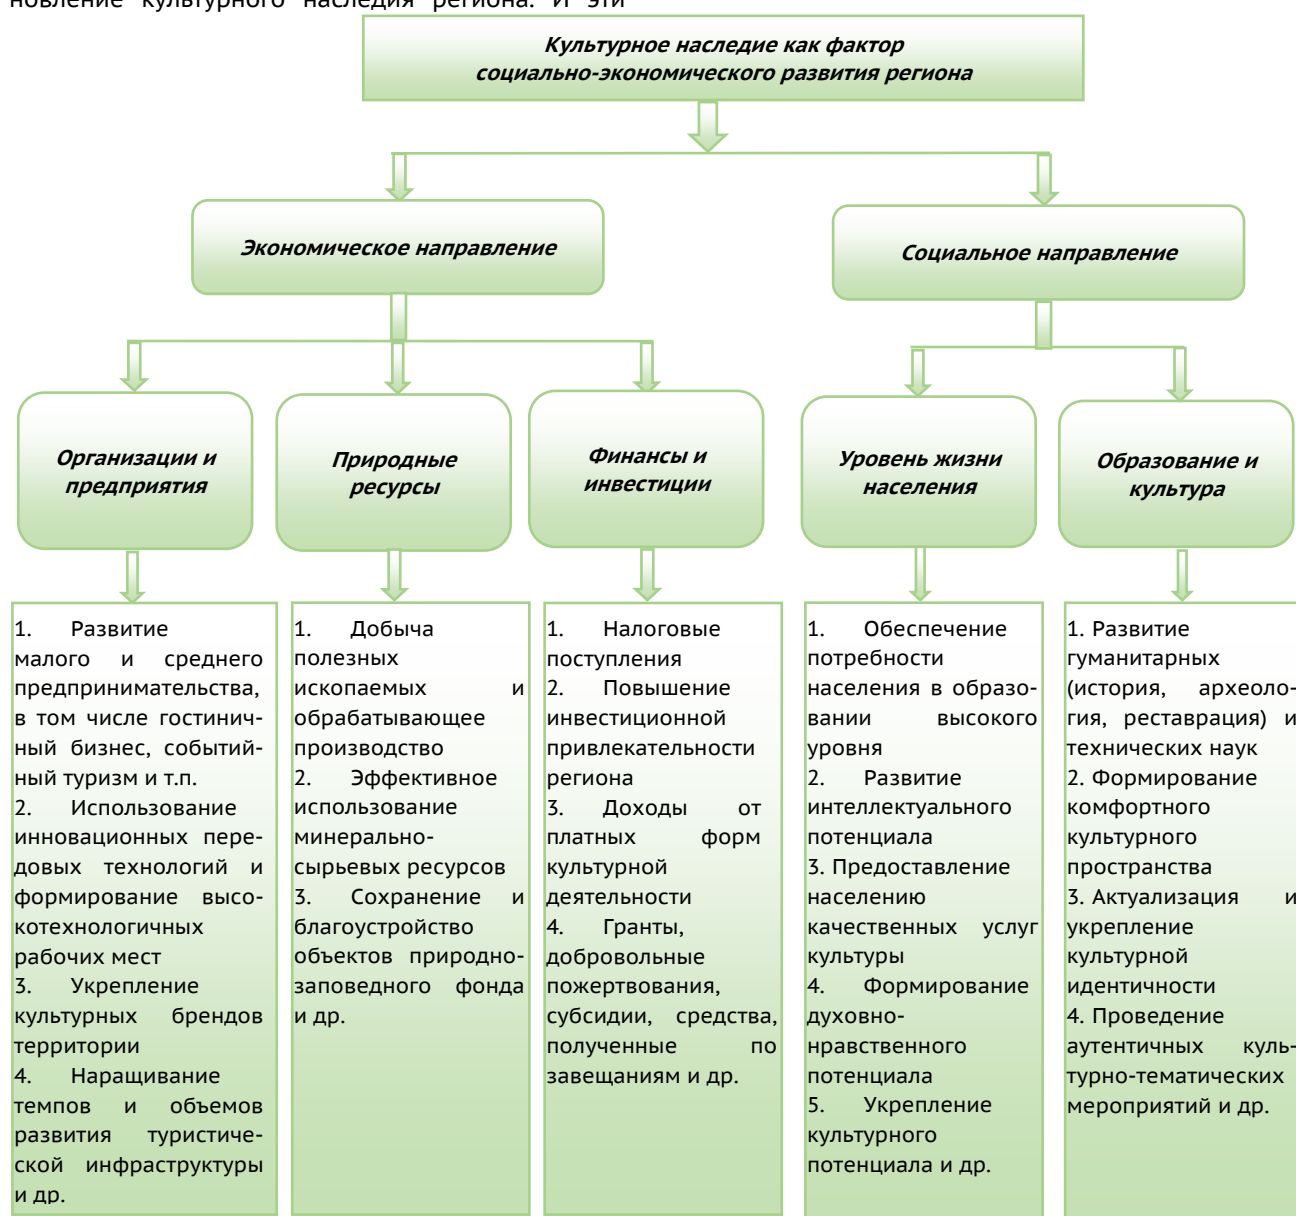 новление культурного наследия региона. И эти
Культурное наследие как фактор
социально-экономического развития региона
Экономическое направление
Социальное направление
Организации и
предприятия
Природные
ресурсы
Финансы и
инвестиции
Уровень жизни
населения
Образование и
культура
1. Развитие
малого и среднего
предпринимательства,
в том числе гостинич-
ный бизнес, событий-
ный туризм и т.п.
2. Использование
инновационных пере-
довых технологий и
формирование высо-
котехнологичных
рабочих мест
3. Укрепление
культурных брендов
территории
4. Наращивание
темпов и объемов
развития туристиче-
ской инфраструктуры
и др.
1. Добыча
полезных
ископаемых и
обрабатывающее
производство
2. Эффективное
использование
минерально-
сырьевых ресурсов
3. Сохранение и
благоустройство
объектов природно-
заповедного фонда
и др.
1. Налоговые
поступления
2. Повышение
инвестиционной
привлекательности
региона
3. Доходы от
платных форм
культурной
деятельности
4. Гранты,
добровольные
пожертвования,
субсидии, средства,
полученные по
завещаниям и др.
1. Обеспечение
потребности
населения в образо-
вании высокого
уровня
2. Развитие
интеллектуального
потенциала
3. Предоставление
населению
качественных услуг
культуры
4. Формирование
духовно-
нравственного
потенциала
5. Укрепление
культурного
потенциала и др.
1. Развитие
гуманитарных
(история, археоло-
гия, реставрация) и
технических наук
2. Формирование
комфортного
культурного
пространства
3. Актуализация и
укрепление
культурной
идентичности
4. Проведение
аутентичных куль-
турно-тематических
мероприятий и др.